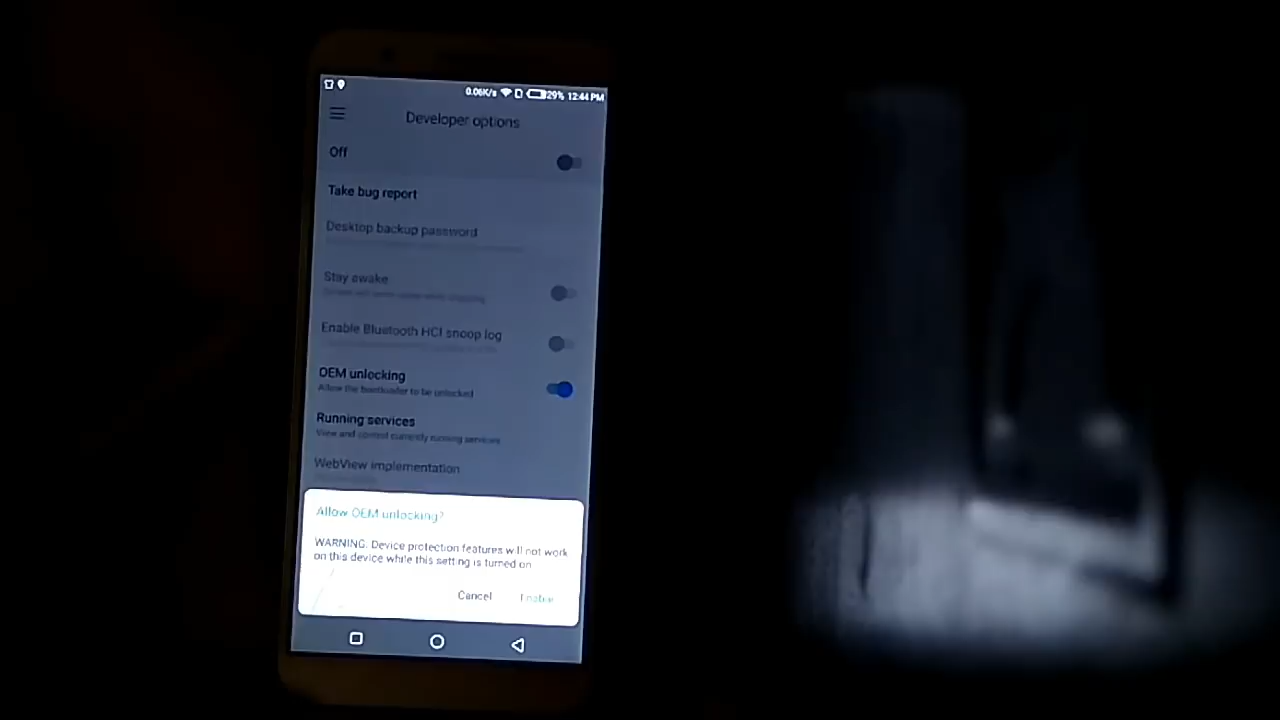 0.06K/s 29% 12:44 PM
Developer options
Off
Take bug report
Desktop backup password
Stay awake
Enable Bluetooth HCI snoop log
OEM unlocking
Allow the bootloader to be unlocked
Running services
View and control currently running services
WebView implementation
Allow OEM unlocking?
WARNING: Device protection features will not work
on this device while this setting is turned on
Cancel Enable